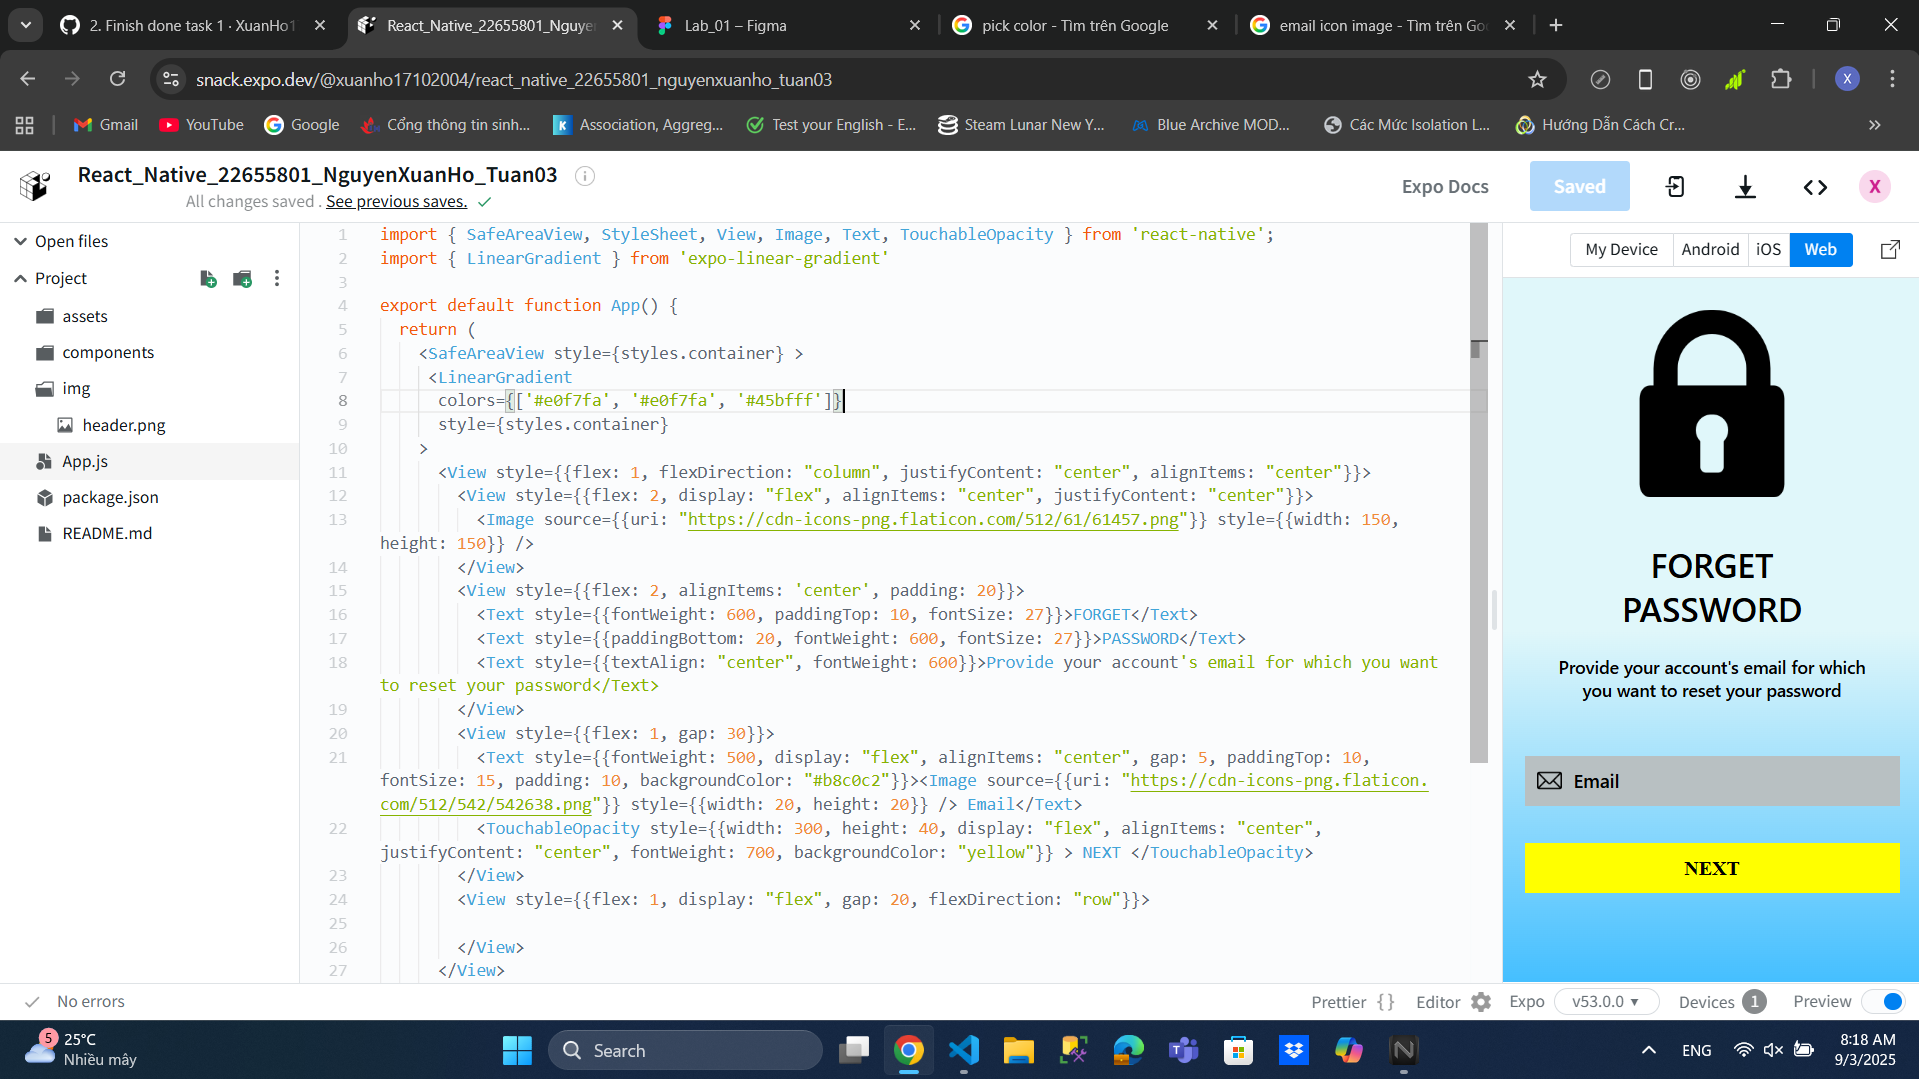 2. Finish done task 1 · XuanHo1
React_Native_22655801_Nguyen
Lab_01 – Figma
pick color - Tìm trên Google
email icon image - Tìm trên Go
snack.expo.dev/@xuanho17102004/react_native_22655801_nguyenxuanho_tuan03
X
Gmail
YouTube
Google
Cổng thông tin sinh...
Association, Aggreg...
Test your English - E...
Steam Lunar New Y...
Blue Archive MOD...
Các Mức Isolation L...
Hướng Dẫn Cách Cr...
React_Native_22655801_NguyenXuanHo_Tuan03
All changes saved . See previous saves.
Expo Docs
Saved
X
Open files
Project
assets
components
img
header.png
App.js
package.json
README.md
1 import { SafeAreaView, StyleSheet, View, Image, Text, TouchableOpacity } from 'react-native';
2 import { LinearGradient } from 'expo-linear-gradient'
3
4 export default function App() {
5 return (
6 <SafeAreaView style={styles.container} >
7 <LinearGradient
8 colors={['#e0f7fa', '#e0f7fa', '#45bfff']}
9 style={styles.container}
10 >
11 <View style={{flex: 1, flexDirection: "column", justifyContent: "center", alignItems: "center"}}>
12 <View style={{flex: 2, display: "flex", alignItems: "center", justifyContent: "center"}}>
13 <Image source={{uri: "https://cdn-icons-png.flaticon.com/512/61/61457.png"}} style={{width: 150,
height: 150}} />
14 </View>
15 <View style={{flex: 2, alignItems: 'center', padding: 20}}>
16 <Text style={{fontWeight: 600, paddingTop: 10, fontSize: 27}}>FORGET</Text>
17 <Text style={{paddingBottom: 20, fontWeight: 600, fontSize: 27}}>PASSWORD</Text>
18 <Text style={{textAlign: "center", fontWeight: 600}}>Provide your account's email for which you want
to reset your password</Text>
19 </View>
20 <View style={{flex: 1, gap: 30}}>
21 <Text style={{fontWeight: 500, display: "flex", alignItems: "center", gap: 5, paddingTop: 10,
fontSize: 15, padding: 10, backgroundColor: "#b8c0c2"}}><Image source={{uri: "https://cdn-icons-png.flaticon.
com/512/542/542638.png"}} style={{width: 20, height: 20}} /> Email</Text>
22 <TouchableOpacity style={{width: 300, height: 40, display: "flex", alignItems: "center",
justifyContent: "center", fontWeight: 700, backgroundColor: "yellow"}} > NEXT </TouchableOpacity>
23 </View>
24 <View style={{flex: 1, display: "flex", gap: 20, flexDirection: "row"}}>
25
26 </View>
27 </View>
My Device
Android
iOS
Web
FORGET
PASSWORD
Provide your account's email for which
you want to reset your password
Email
NEXT
No errors
Prettier { }
Editor
Expo
v53.0.0
Devices 1
Preview
5
25°C
Nhiều mây
Search
ENG
8:18 AM
9/3/2025